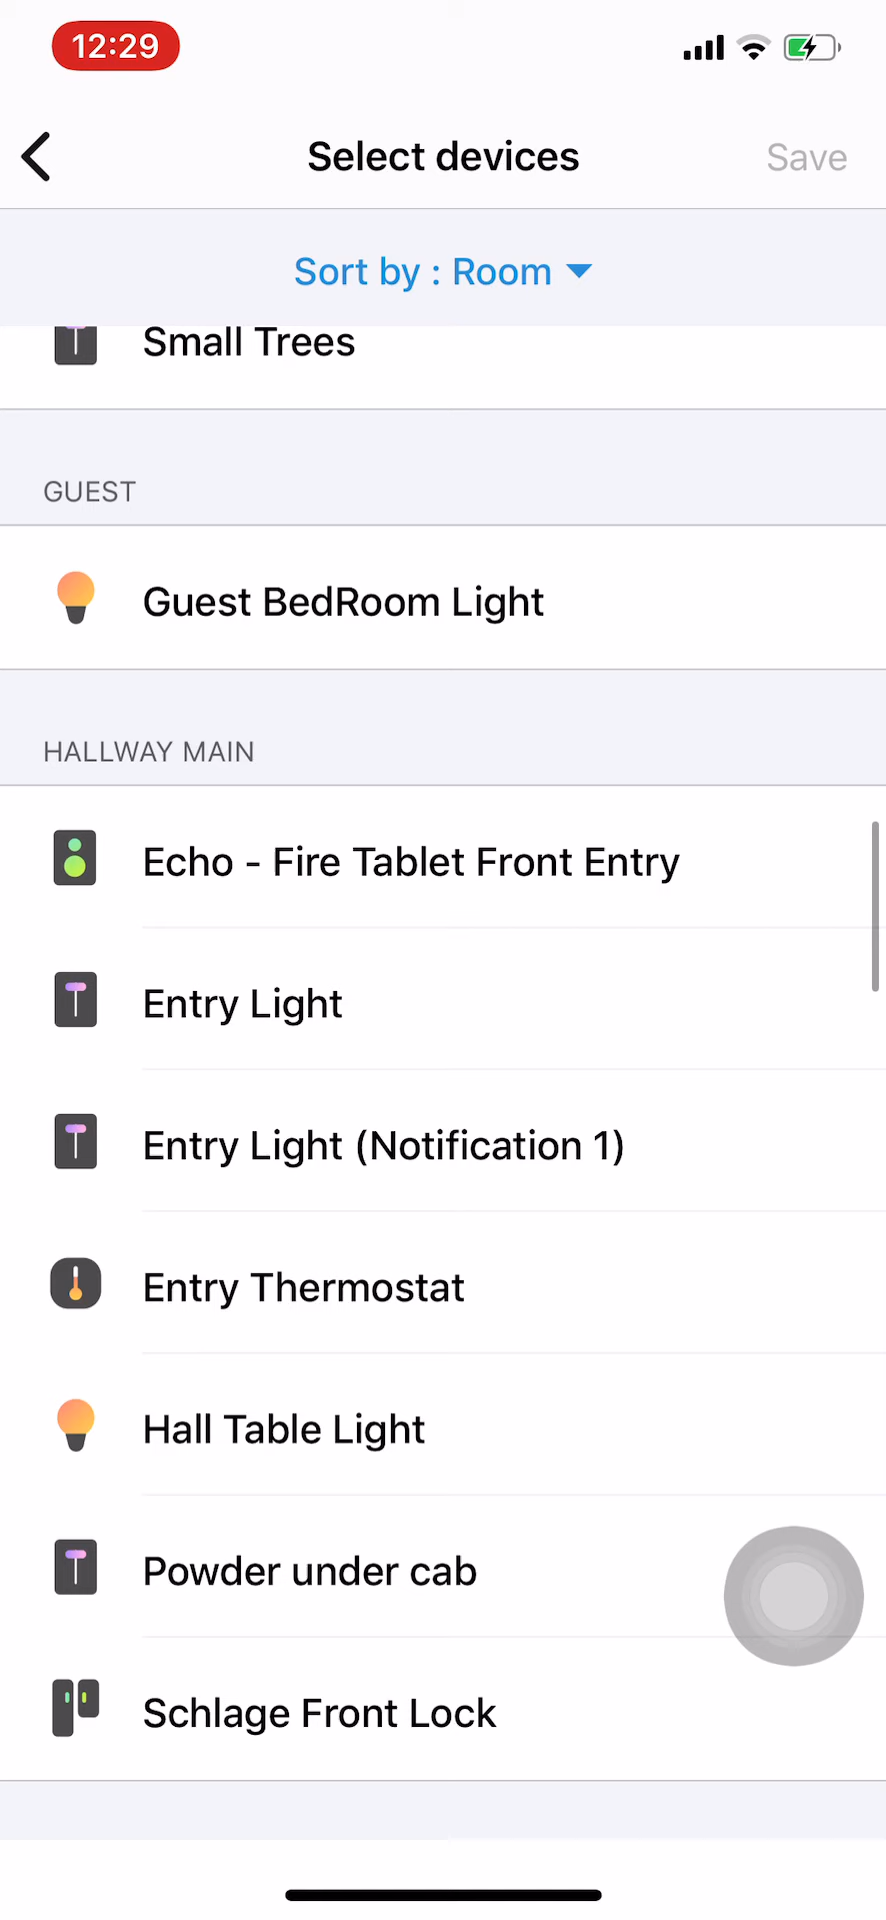 12:29
Select devices
Save
Sort by : Room
Small Trees
GUEST
Guest BedRoom Light
HALLWAY MAIN
Echo - Fire Tablet Front Entry
Entry Light
Entry Light (Notification 1)
Entry Thermostat
Hall Table Light
Powder under cab
Schlage Front Lock